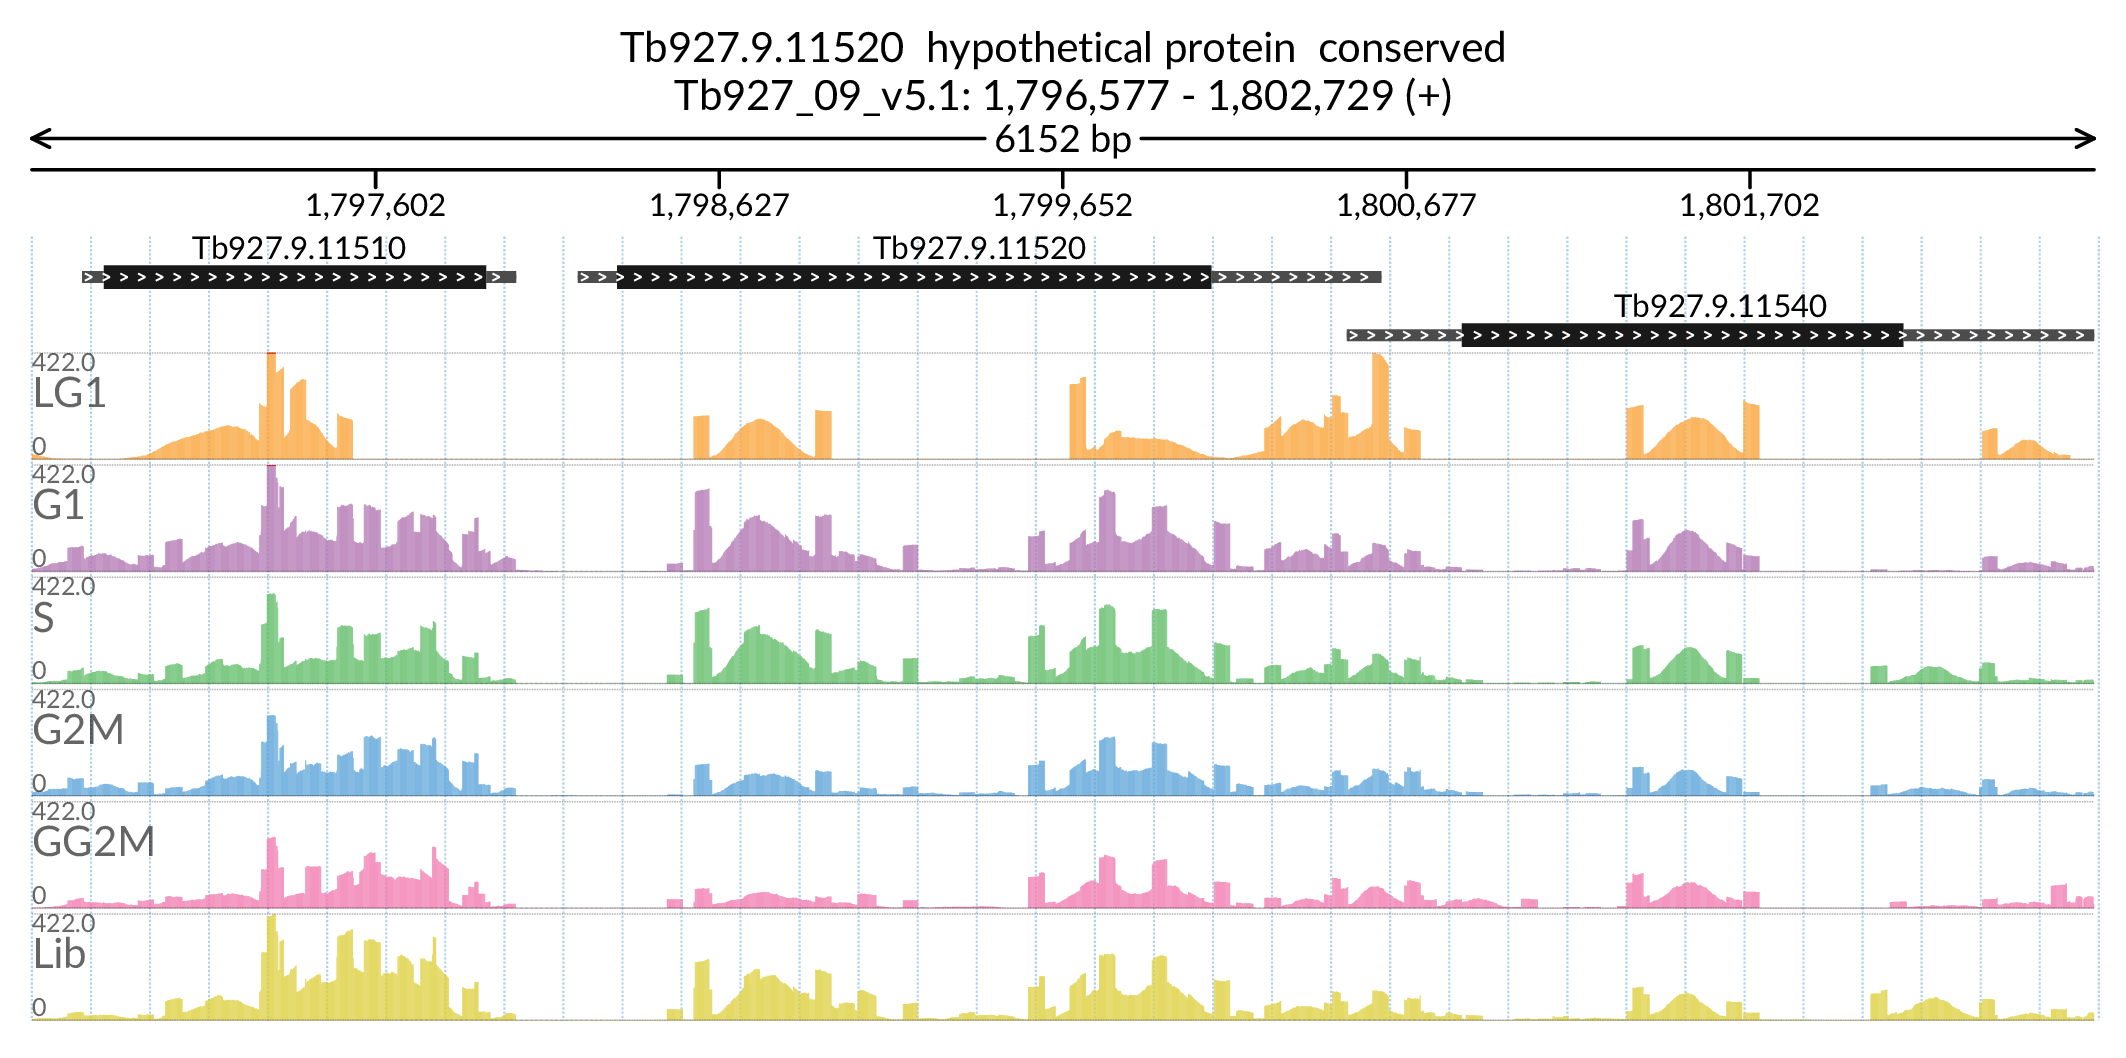 Tb927.9.11520  hypothetical protein  conserved
Tb927_09_v5.1: 1,796,577 - 1,802,729 (+)
6152 bp
1,797,602 1,798,627 1,799,652 1,800,677 1,801,702
Tb927.9.11510 Tb927.9.11520
Tb927.9.11540
422.0
LG1
0
422.0
G1
0
422.0
S
0
422.0
G2M
0
422.0
GG2M
0
422.0
Lib
0